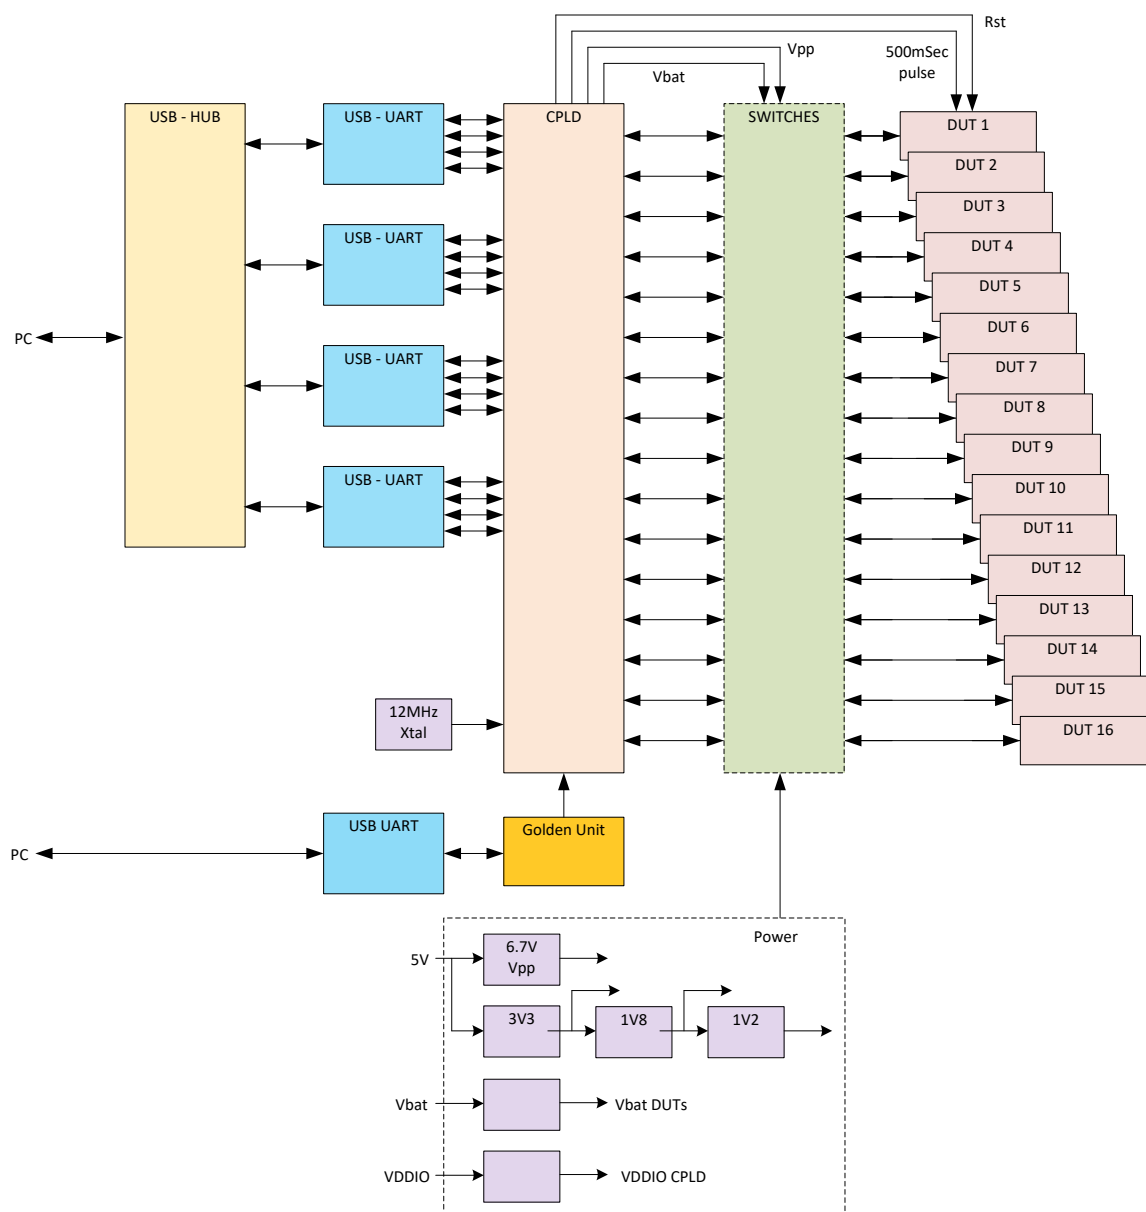 Rst
Vpp
500mSec
pulse
Vbat
USB - HUB
USB - UART
CPLD
SWITCHES
DUT 1
DUT 2
DUT 3
USB - UART
DUT 4
DUT 5
PC
DUT 6
USB - UART
DUT 7
DUT 8
DUT 9
USB - UART
DUT 10
DUT 11
DUT 12
DUT 13
DUT 14
DUT 15
12MHz
Xtal
DUT 16
USB UART
Golden Unit
PC
Power
5V
6.7V
Vpp
3V3
1V8
1V2
Vbat
Vbat DUTs
VDDIO
VDDIO CPLD